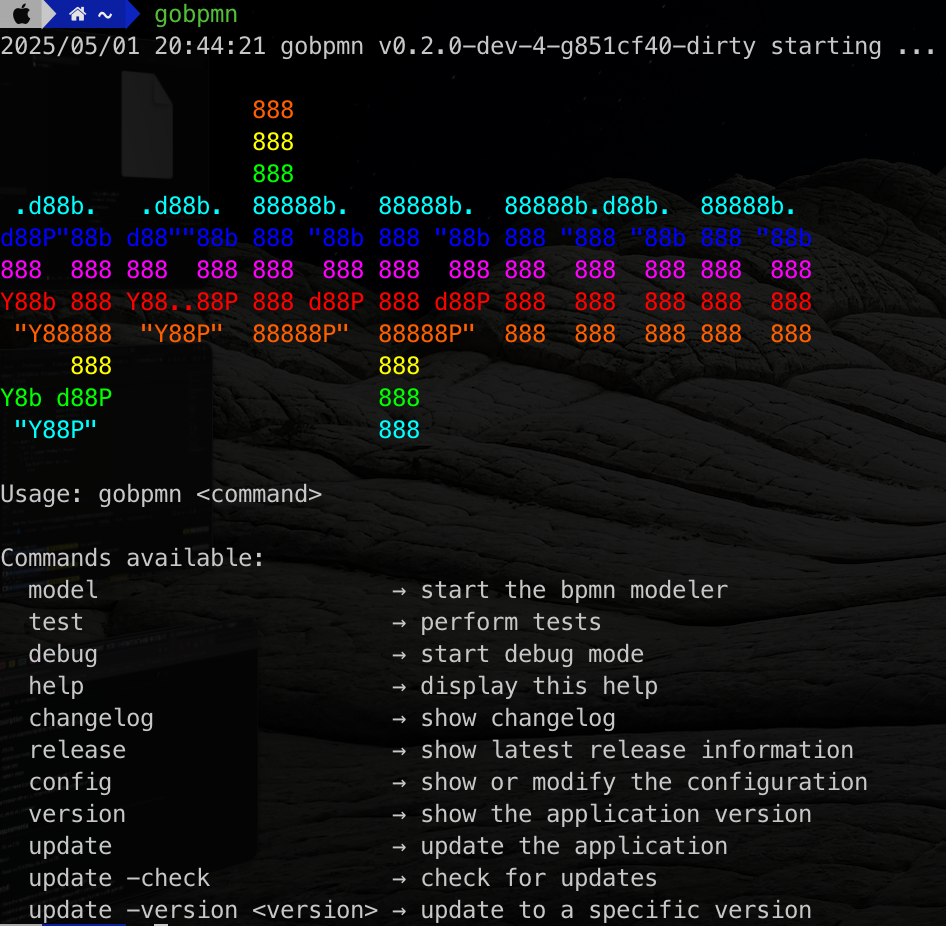 ~ gobpmn
2025/05/01 20:44:21 gobpmn v0.2.0-dev-4-g851cf40-dirty starting ...
                  888
                  888
                  888
 .d88b.   .d88b.  88888b.  88888b.  88888b.d88b.  88888b.
d88P"88b d88""88b 888 "88b 888 "88b 888 "888 "88b 888 "88b
888  888 888  888 888  888 888  888 888  888  888 888  888
Y88b 888 Y88..88P 888 d88P 888 d88P 888  888  888 888  888
 "Y88888  "Y88P"  88888P"  88888P"  888  888  888 888  888
     888                   888
Y8b d88P                   888
 "Y88P"                    888
Usage: gobpmn <command>
Commands available:
  model                     → start the bpmn modeler
  test                      → perform tests
  debug                     → start debug mode
  help                      → display this help
  changelog                 → show changelog
  release                   → show latest release information
  config                    → show or modify the configuration
  version                   → show the application version
  update                    → update the application
  update -check             → check for updates
  update -version <version> → update to a specific version